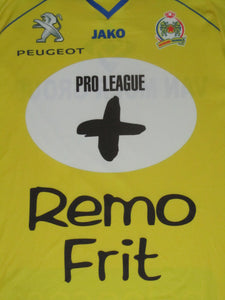 JAKO
PEUGEOT
PRO LEAGUE
+
Remo
Frit